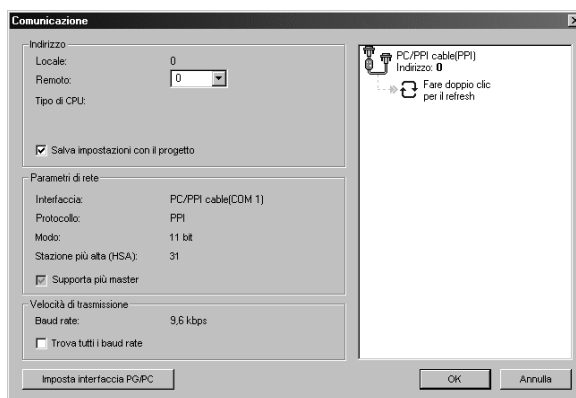 Comunicazione
Indirizzo
Locale: 0
Remoto: 0
Tipo di CPU:
Salva impostazioni con il progetto
Parametri di rete
Interfaccia: PC/PPI cable(COM 1)
Protocollo: PPI
Modo: 11 bit
Stazione più alta (HSA): 31
Supporta più master
Velocità di trasmissione
Baud rate: 9,6 kbps
Trova tutti i baud rate
PC/PPI cable(PPI)
Indirizzo: 0
Fare doppio clic
per il refresh
Imposta interfaccia PG/PC
OK
Annulla